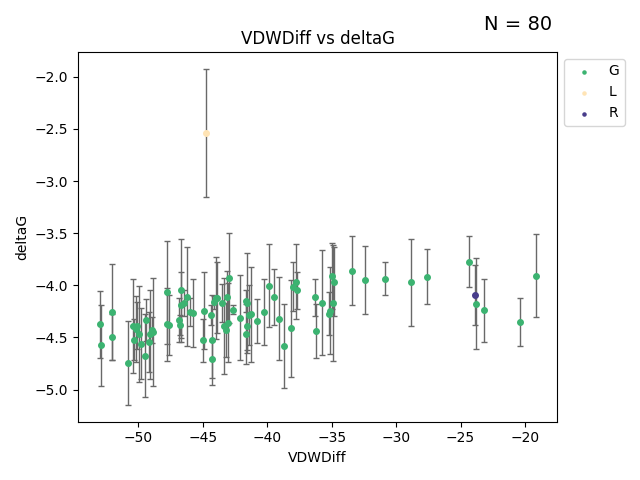 N = 80
VDWDiff vs deltaG
G
L
R
deltaG
−2.0
−2.5
−3.0
−3.5
−4.0
−4.5
−5.0
−50 −45 −40 −35 −30 −25 −20
VDWDiff